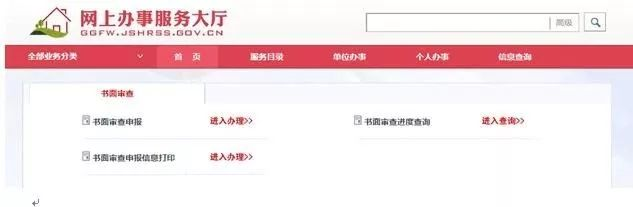 网上办事服务大厅
GGFW.JSHRSS.GOV.CN
高级
全部业务分类 首 页 服务目录 单位办事 个人办事 信息查询
书面审查
书面审查申报 进入办理>> 书面审查进度查询 进入查询>>
书面审查申报信息打印 进入办理>>